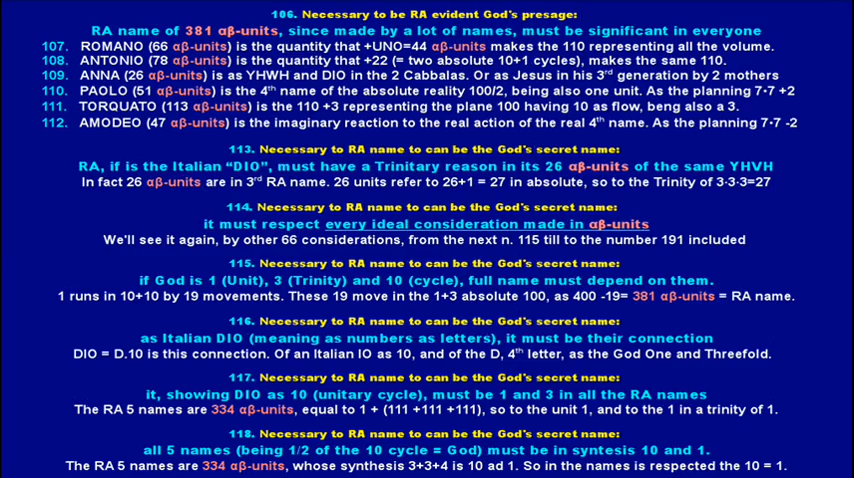 106. Necessary to be RA evident God's presage:
RA name of 381 αβ-units, since made by a lot of names, must be significant in everyone
107. ROMANO (66 αβ-units) is the quantity that +UNO=44 αβ-units makes the 110 representing all the volume.
108. ANTONIO (78 αβ-units) is the quantity that +22 (= two absolute 10+1 cycles), makes the same 110.
109. ANNA (26 αβ-units) is as YHWH and DIO in the 2 Cabbalas. Or as Jesus in his 3rd generation by 2 mothers
110. PAOLO (51 αβ-units) is the 4th name of the absolute reality 100/2, being also one unit. As the planning 7·7 +2
111. TORQUATO (113 αβ-units) is the 110 +3 representing the plane 100 having 10 as flow, beng also a 3.
112. AMODEO (47 αβ-units) is the imaginary reaction to the real action of the real 4th name. As the planning 7·7 -2
113. Necessary to RA name to can be the God's secret name:
RA, if is the Italian “DIO”, must have a Trinitary reason in its 26 αβ-units of the same YHVH
In fact 26 αβ-units are in 3rd RA name. 26 units refer to 26+1 = 27 in absolute, so to the Trinity of 3·3·3=27
114. Necessary to RA name to can be the God's secret name:
it must respect every ideal consideration made in αβ-units
We'll see it again, by other 66 considerations, from the next n. 115 till to the number 191 included
115. Necessary to RA name to can be the God's secret name:
if God is 1 (Unit), 3 (Trinity) and 10 (cycle), full name must depend on them.
1 runs in 10+10 by 19 movements. These 19 move in the 1+3 absolute 100, as 400 -19= 381 αβ-units = RA name.
116. Necessary to RA name to can be the God's secret name:
as Italian DIO (meaning as numbers as letters), it must be their connection
DIO = D.10 is this connection. Of an Italian IO as 10, and of the D, 4th letter, as the God One and Threefold.
117. Necessary to RA name to can be the God's secret name:
it, showing DIO as 10 (unitary cycle), must be 1 and 3 in all the RA names
The RA 5 names are 334 αβ-units, equal to 1 + (111 +111 +111), so to the unit 1, and to the 1 in a trinity of 1.
118. Necessary to RA name to can be the God's secret name:
all 5 names (being 1/2 of the 10 cycle = God) must be in syntesis 10 and 1.
The RA 5 names are 334 αβ-units, whose synthesis 3+3+4 is 10 ad 1. So in the names is respected the 10 = 1.